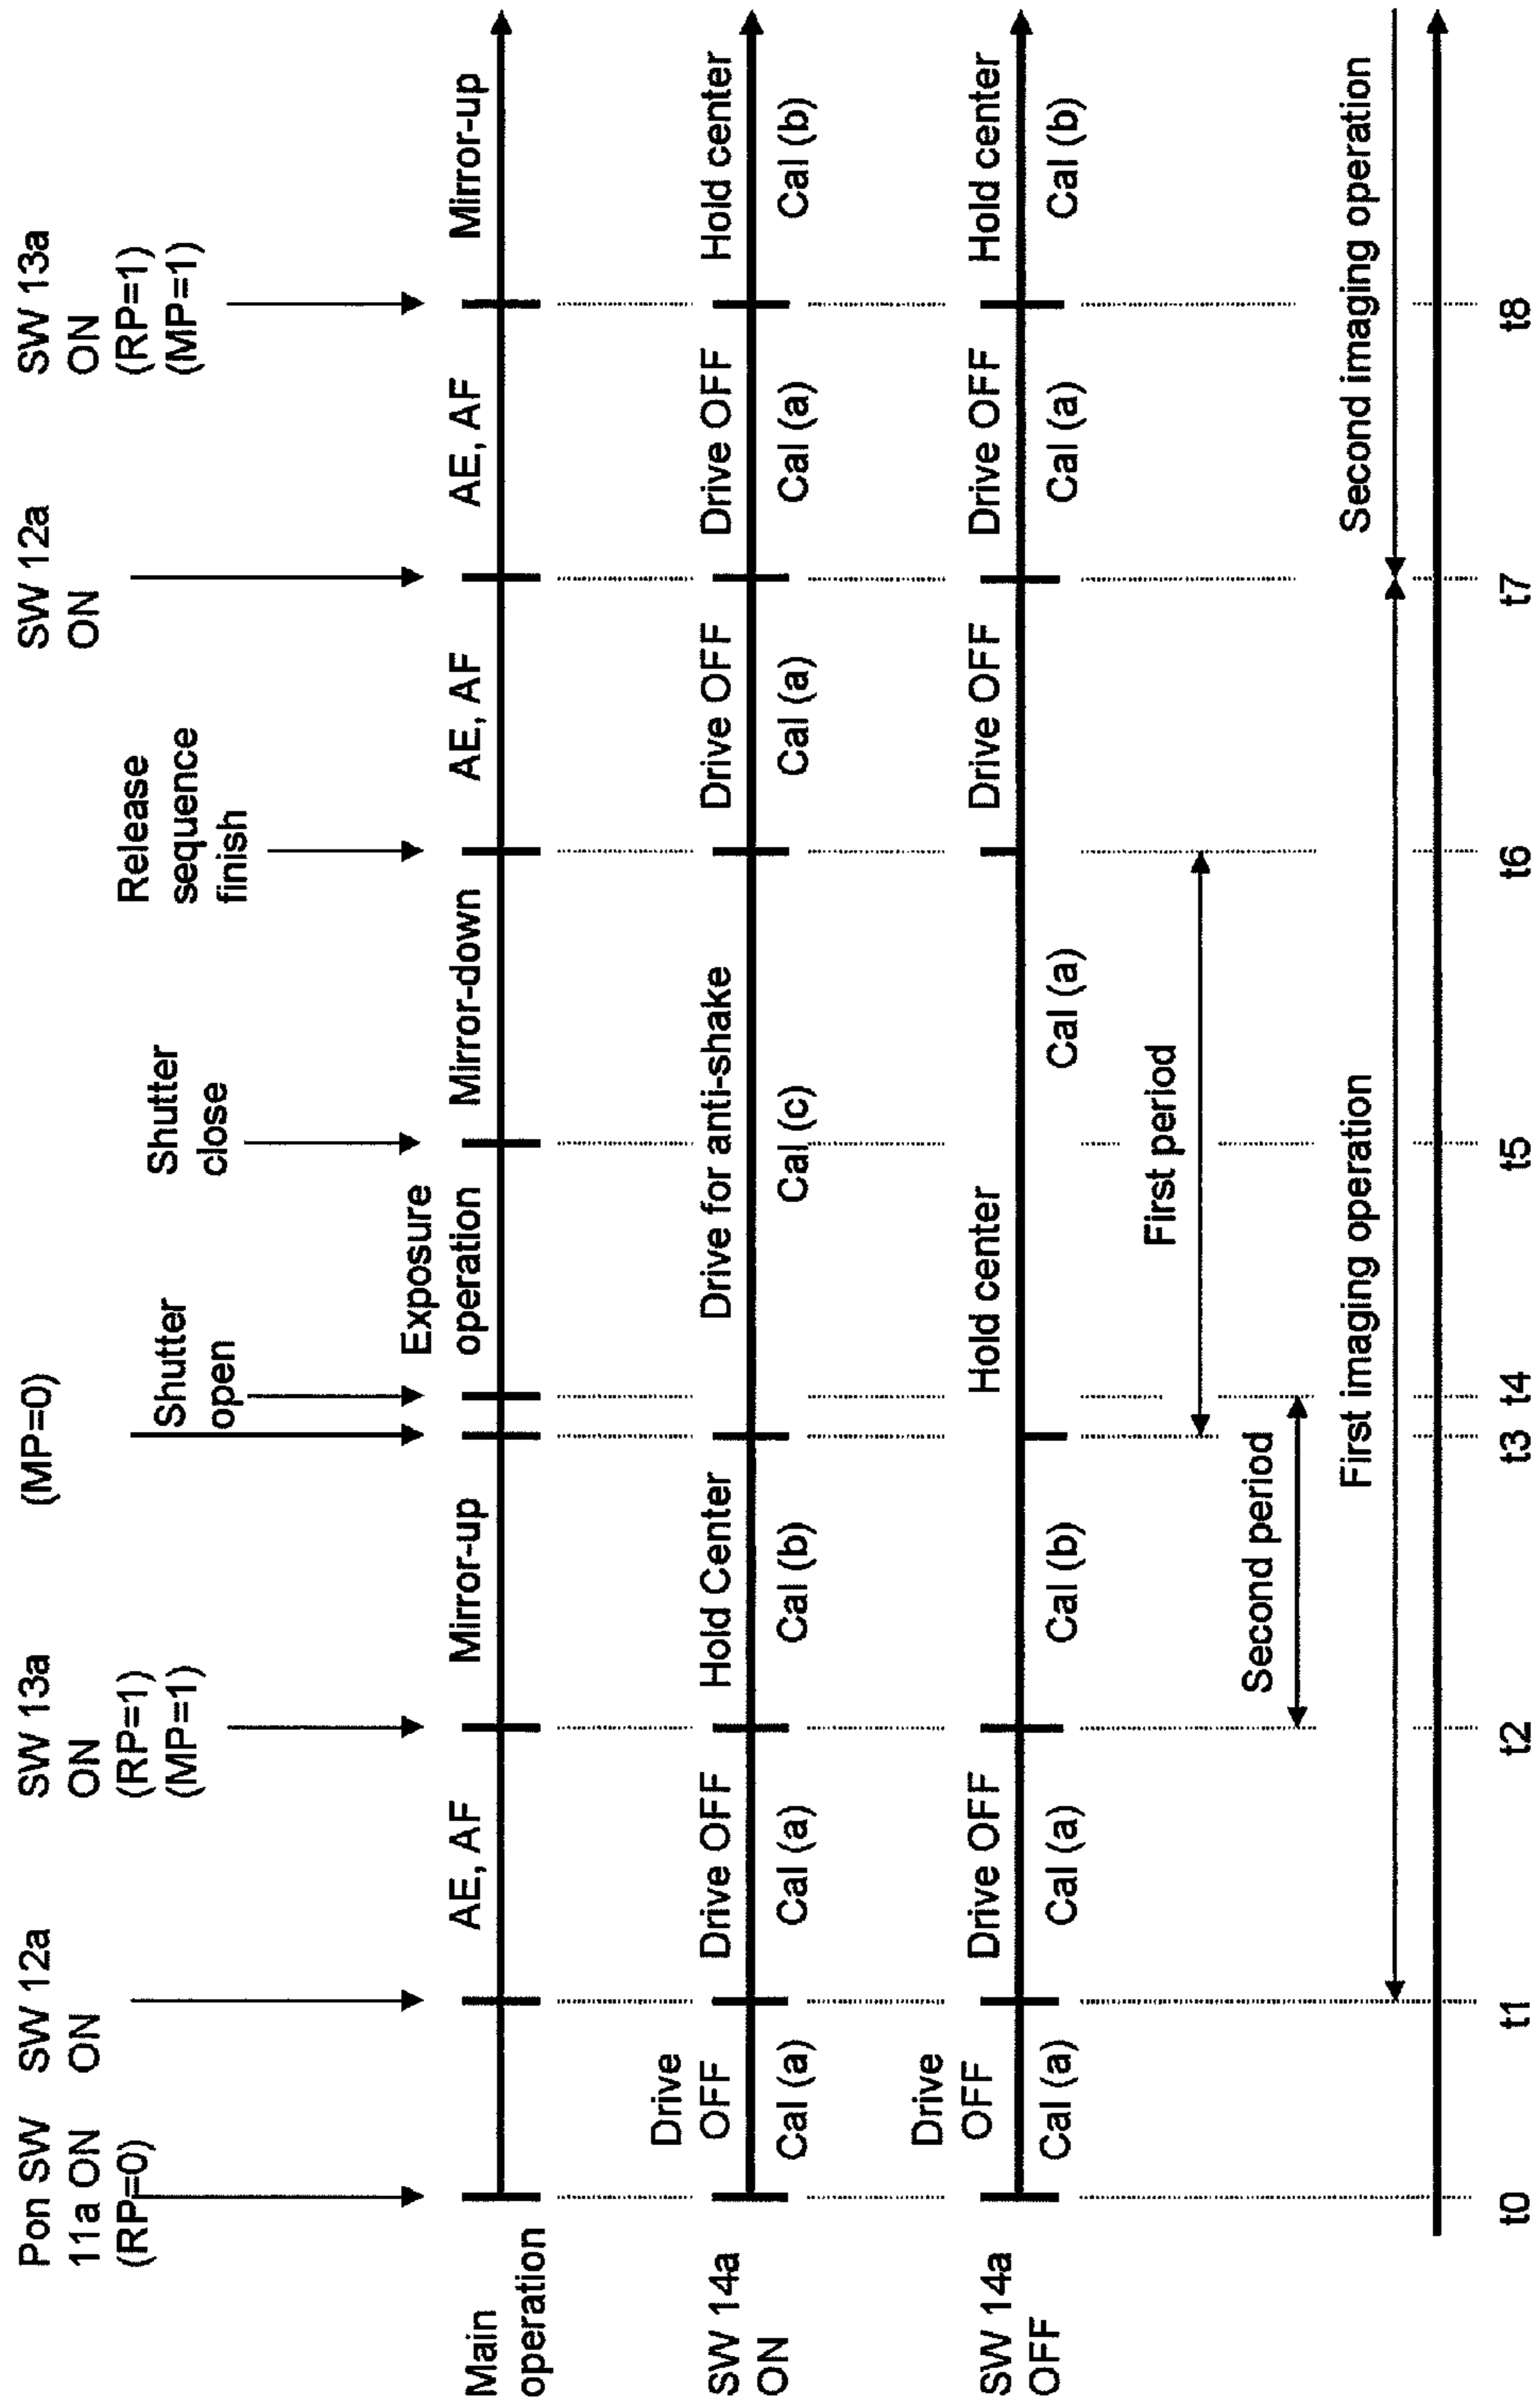 Pon SW
11a ON
(RP=0)
SW 12a
ON
SW 13a
ON
(RP=1)
(MP=1)
(MP=0)
Shutter
open
Shutter
close
Release
sequence
finish
SW 12a
ON
SW 13a
ON
(RP=1)
(MP=1)
Main
operation
AE, AF
Mirror-up
Exposure
operation
Mirror-down
AE, AF
AE, AF
Mirror-up
SW 14a
ON
Drive
OFF
Drive OFF
Hold Center
Drive for anti-shake
Drive OFF
Drive OFF
Hold center
Cal (a)
Cal (a)
Cal (b)
Cal (c)
Cal (a)
Cal (a)
Cal (b)
SW 14a
OFF
Drive
OFF
Drive OFF
Hold center
Drive OFF
Drive OFF
Hold center
Cal (a)
Cal (a)
Cal (b)
Cal (a)
Cal (a)
Cal (b)
First period
Second period
First imaging operation
Second imaging operation
t0
t1
t2
t3
t4
t5
t6
t7
t8